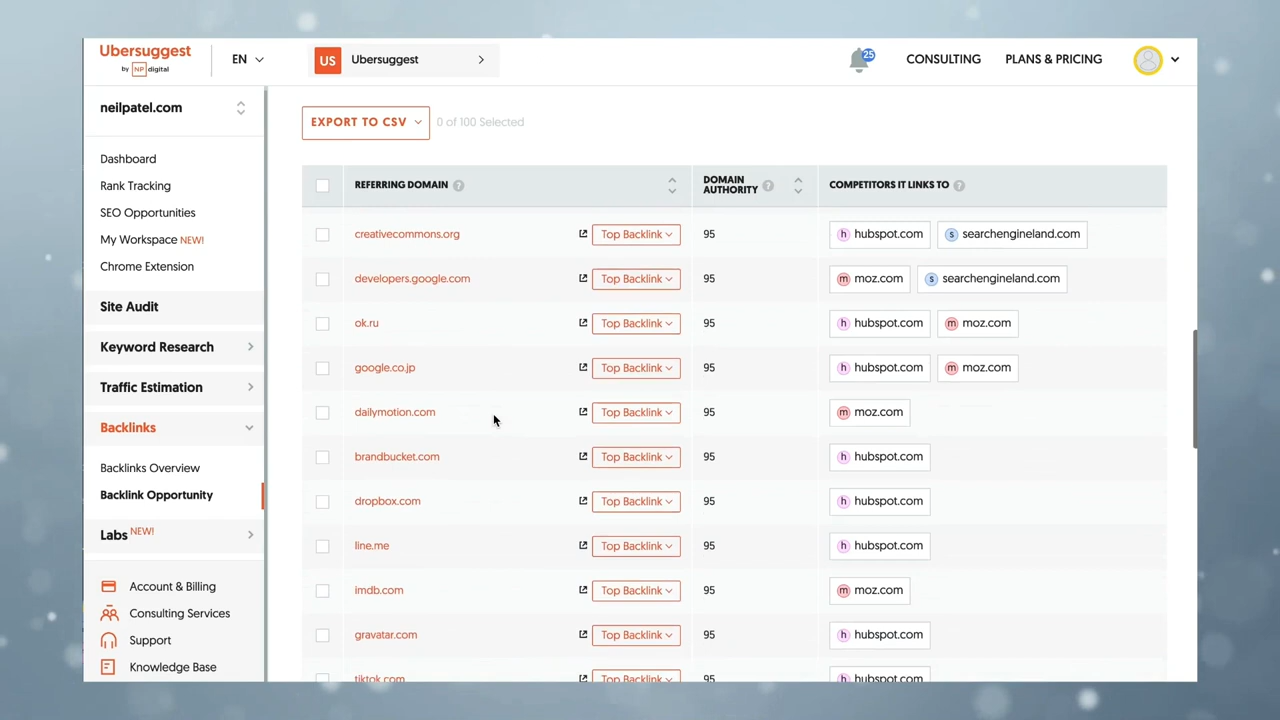 Ubersuggest
by NP digital
EN
US Ubersuggest
25
CONSULTING
PLANS & PRICING
neilpatel.com
Dashboard
Rank Tracking
SEO Opportunities
My Workspace NEW!
Chrome Extension
Site Audit
Keyword Research
Traffic Estimation
Backlinks
Backlinks Overview
Backlink Opportunity
Labs NEW!
Account & Billing
Consulting Services
Support
Knowledge Base
EXPORT TO CSV 0 of 100 Selected
REFERRING DOMAIN ? DOMAIN AUTHORITY ? COMPETITORS IT LINKS TO ?
creativecommons.org Top Backlink 95 h hubspot.com s searchengineland.com
developers.google.com Top Backlink 95 m moz.com s searchengineland.com
ok.ru Top Backlink 95 h hubspot.com m moz.com
google.co.jp Top Backlink 95 h hubspot.com m moz.com
dailymotion.com Top Backlink 95 m moz.com
brandbucket.com Top Backlink 95 h hubspot.com
dropbox.com Top Backlink 95 h hubspot.com
line.me Top Backlink 95 h hubspot.com
imdb.com Top Backlink 95 m moz.com
gravatar.com Top Backlink 95 h hubspot.com
tiktok.com Top Backlink 95 h hubspot.com